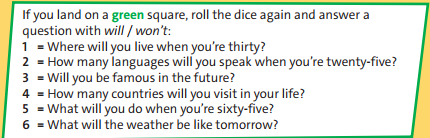 If you land on a green square, roll the dice again and answer a
question with will / won't:
1 = Where will you live when you're thirty?
2 = How many languages will you speak when you're twenty-five?
3 = Will you be famous in the future?
4 = How many countries will you visit in your life?
5 = What will you do when you're sixty-five?
6 = What will the weather be like tomorrow?